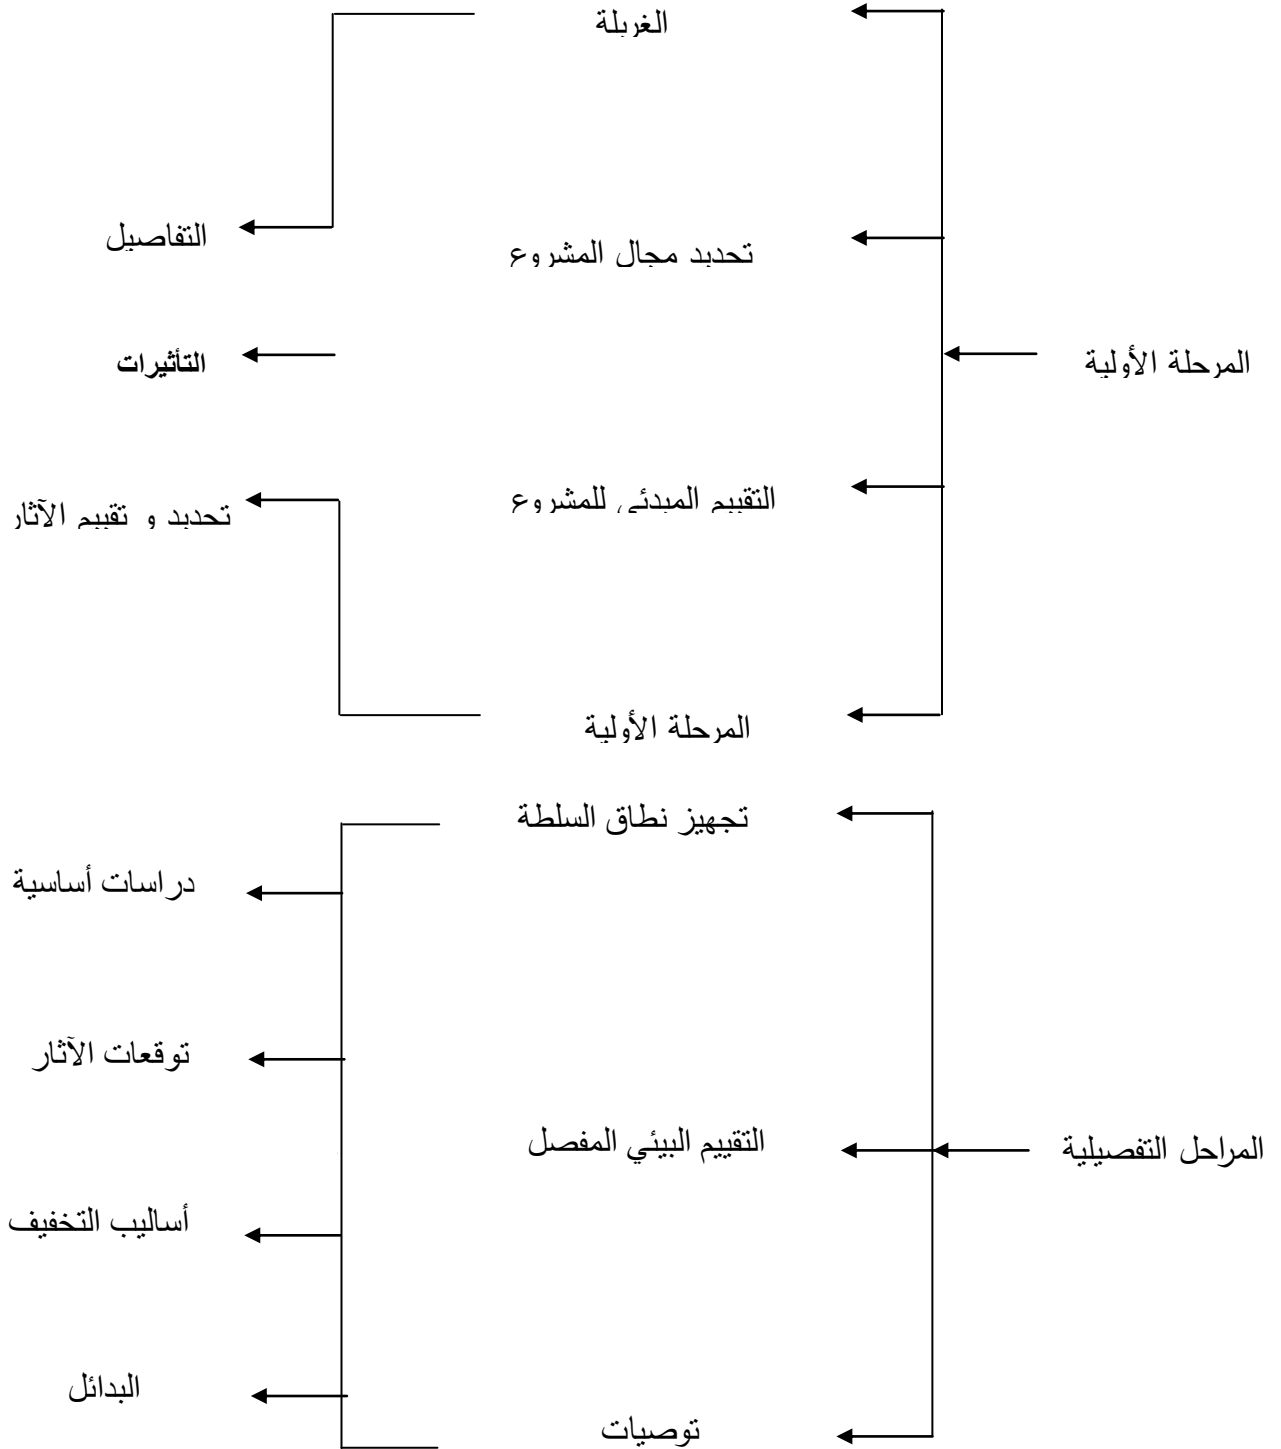 الغربلة
التفاصيل
تحديد مجال المشروع
المرحلة الأولية
التأثيرات
التقييم المبدئي للمشروع
تحديد و تقييم الآثار
المرحلة الأولية
تجهيز نطاق السلطة
دراسات أساسية
توقعات الآثار
المراحل التفصيلية
التقييم البيئي المفصل
أساليب التخفيف
البدائل
توصيات